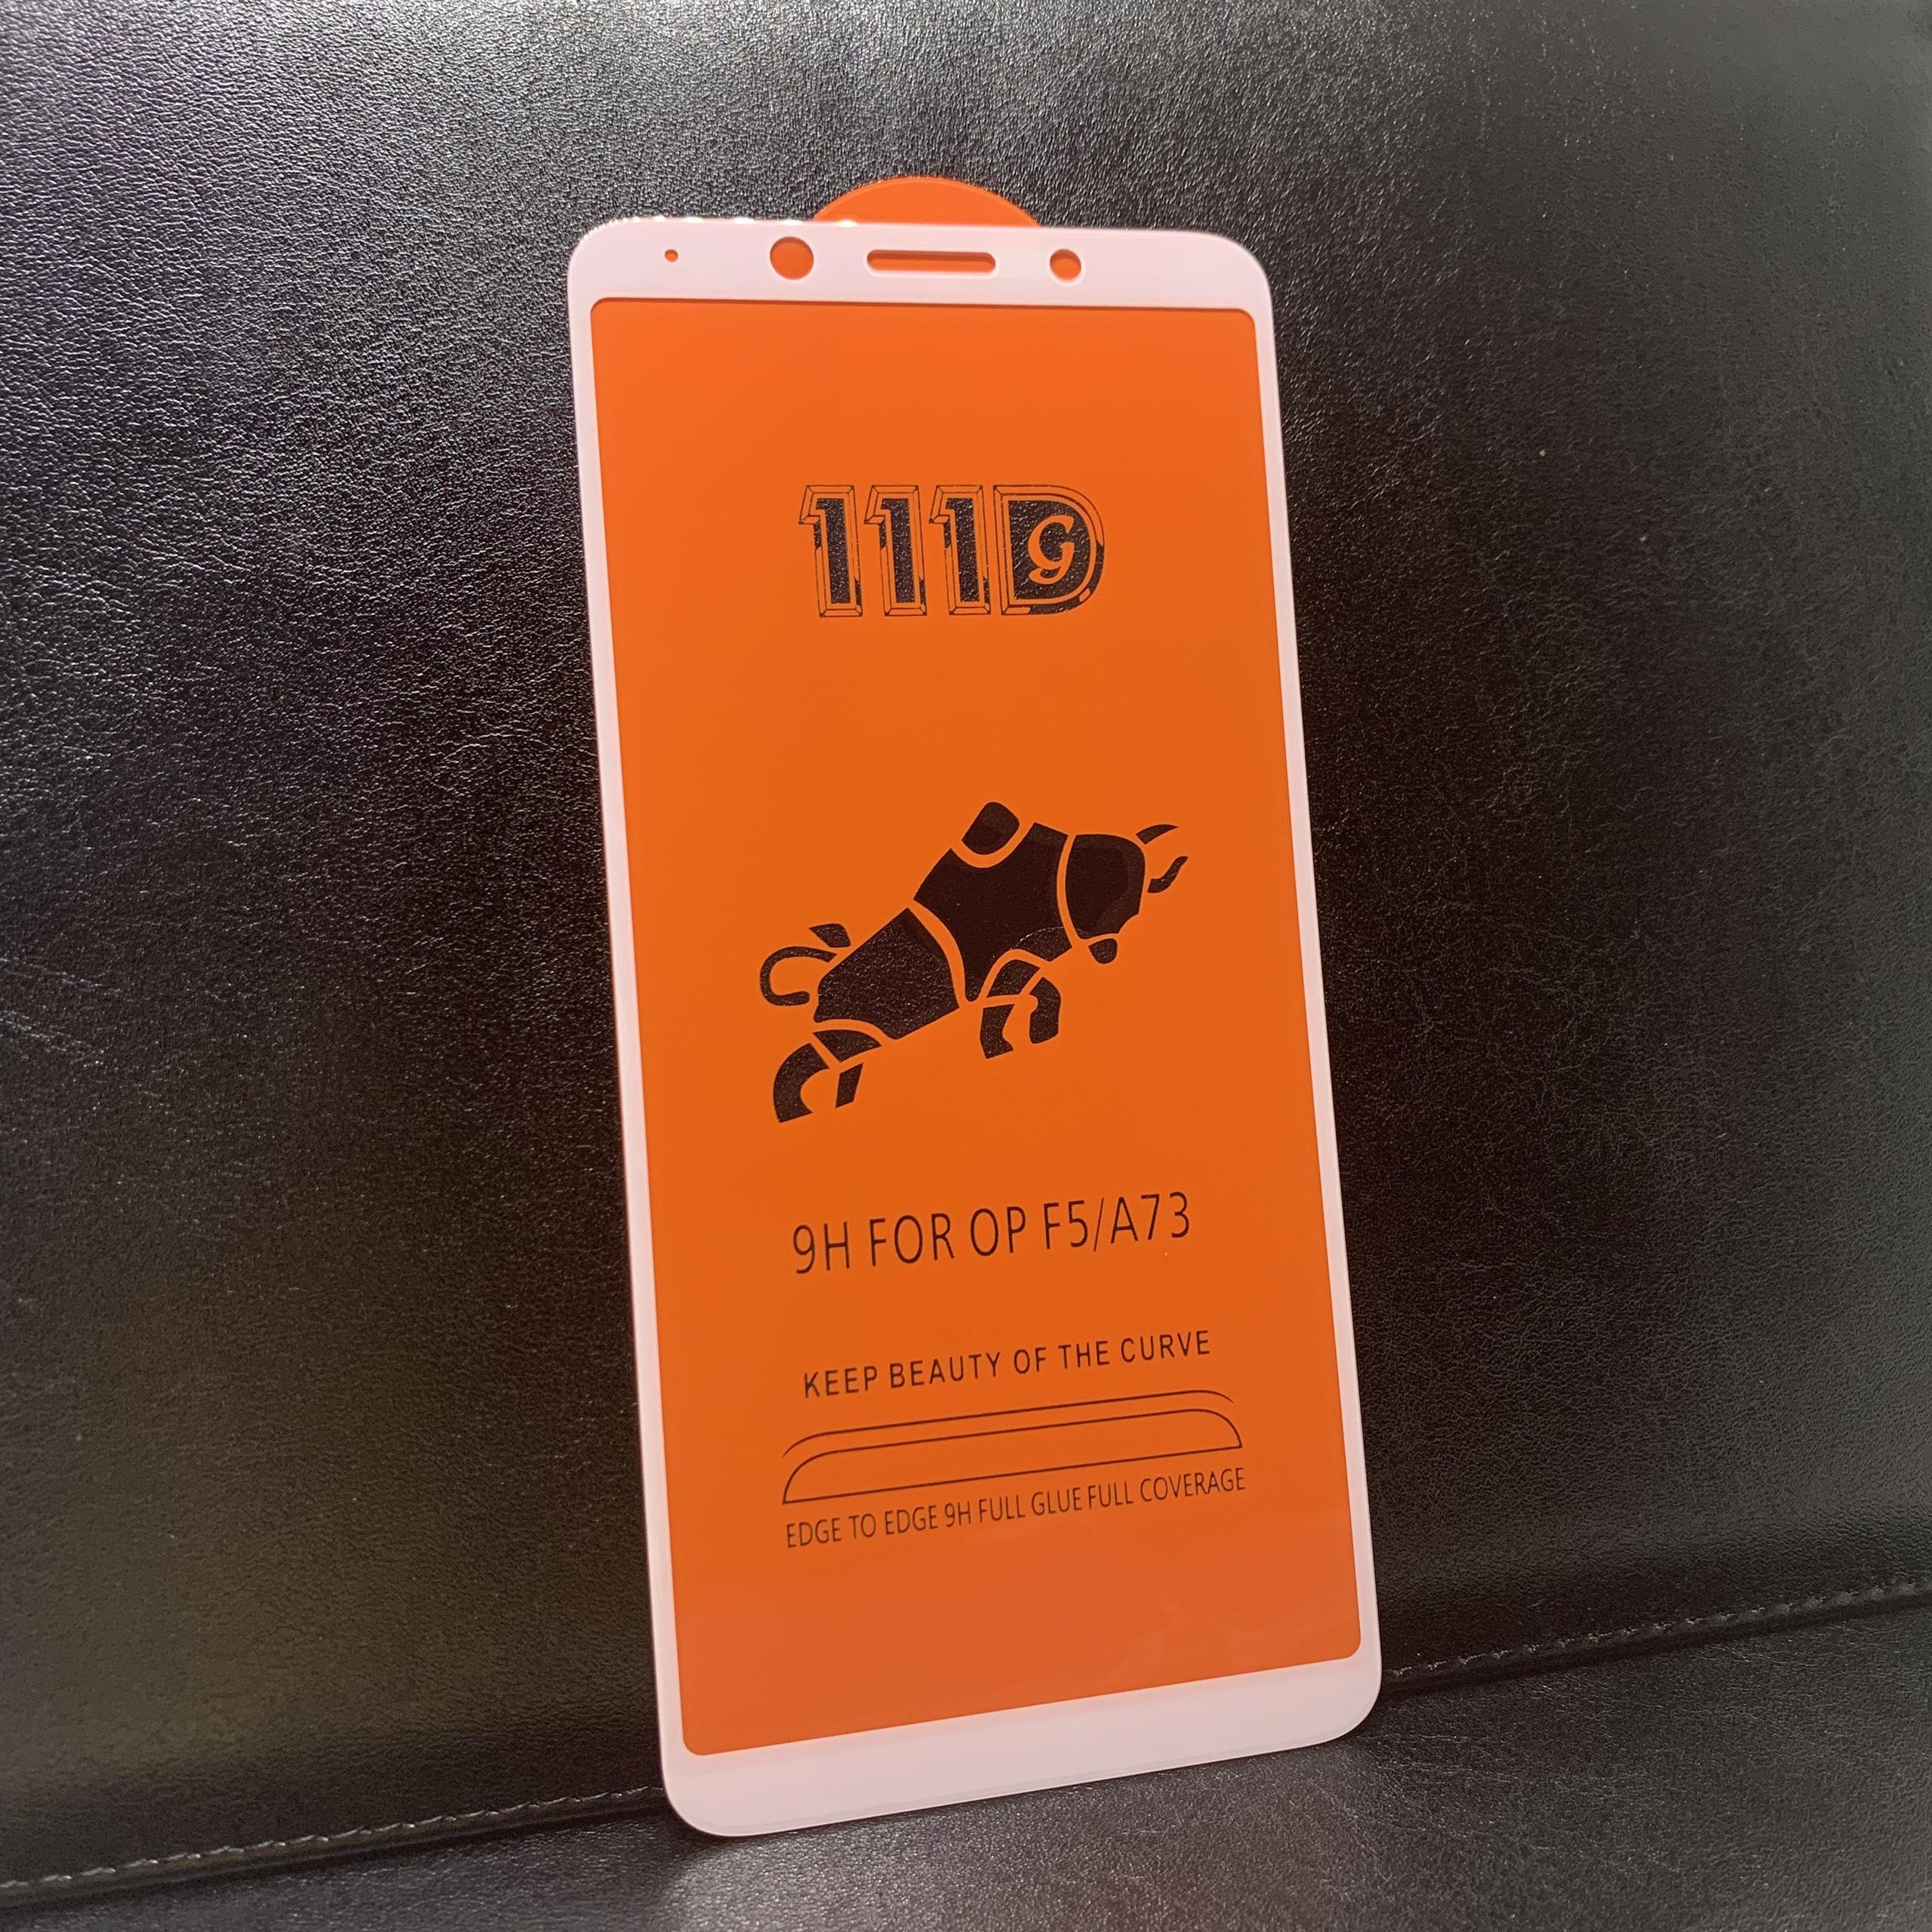 111D
G
9H FOR OP F5/A73
KEEP BEAUTY OF THE CURVE
EDGE TO EDGE 9H FULL GLUE FULL COVERAGE